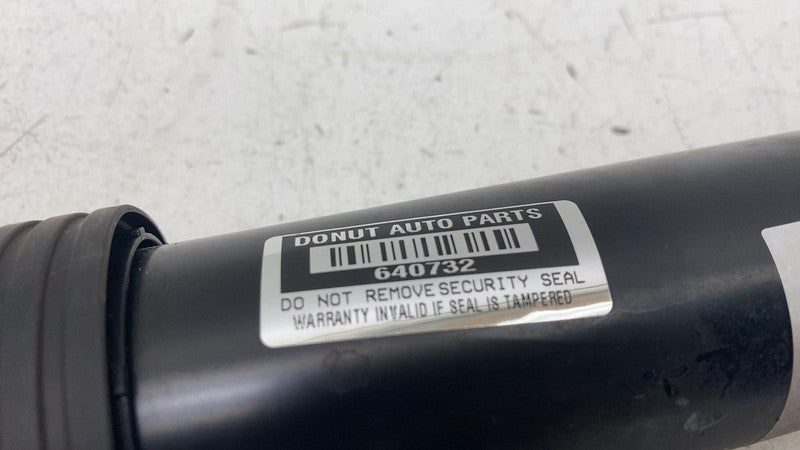 DONUT AUTO PARTS
640732
DO NOT REMOVE SECURITY SEAL
WARRANTY INVALID IF SEAL IS TAMPERED